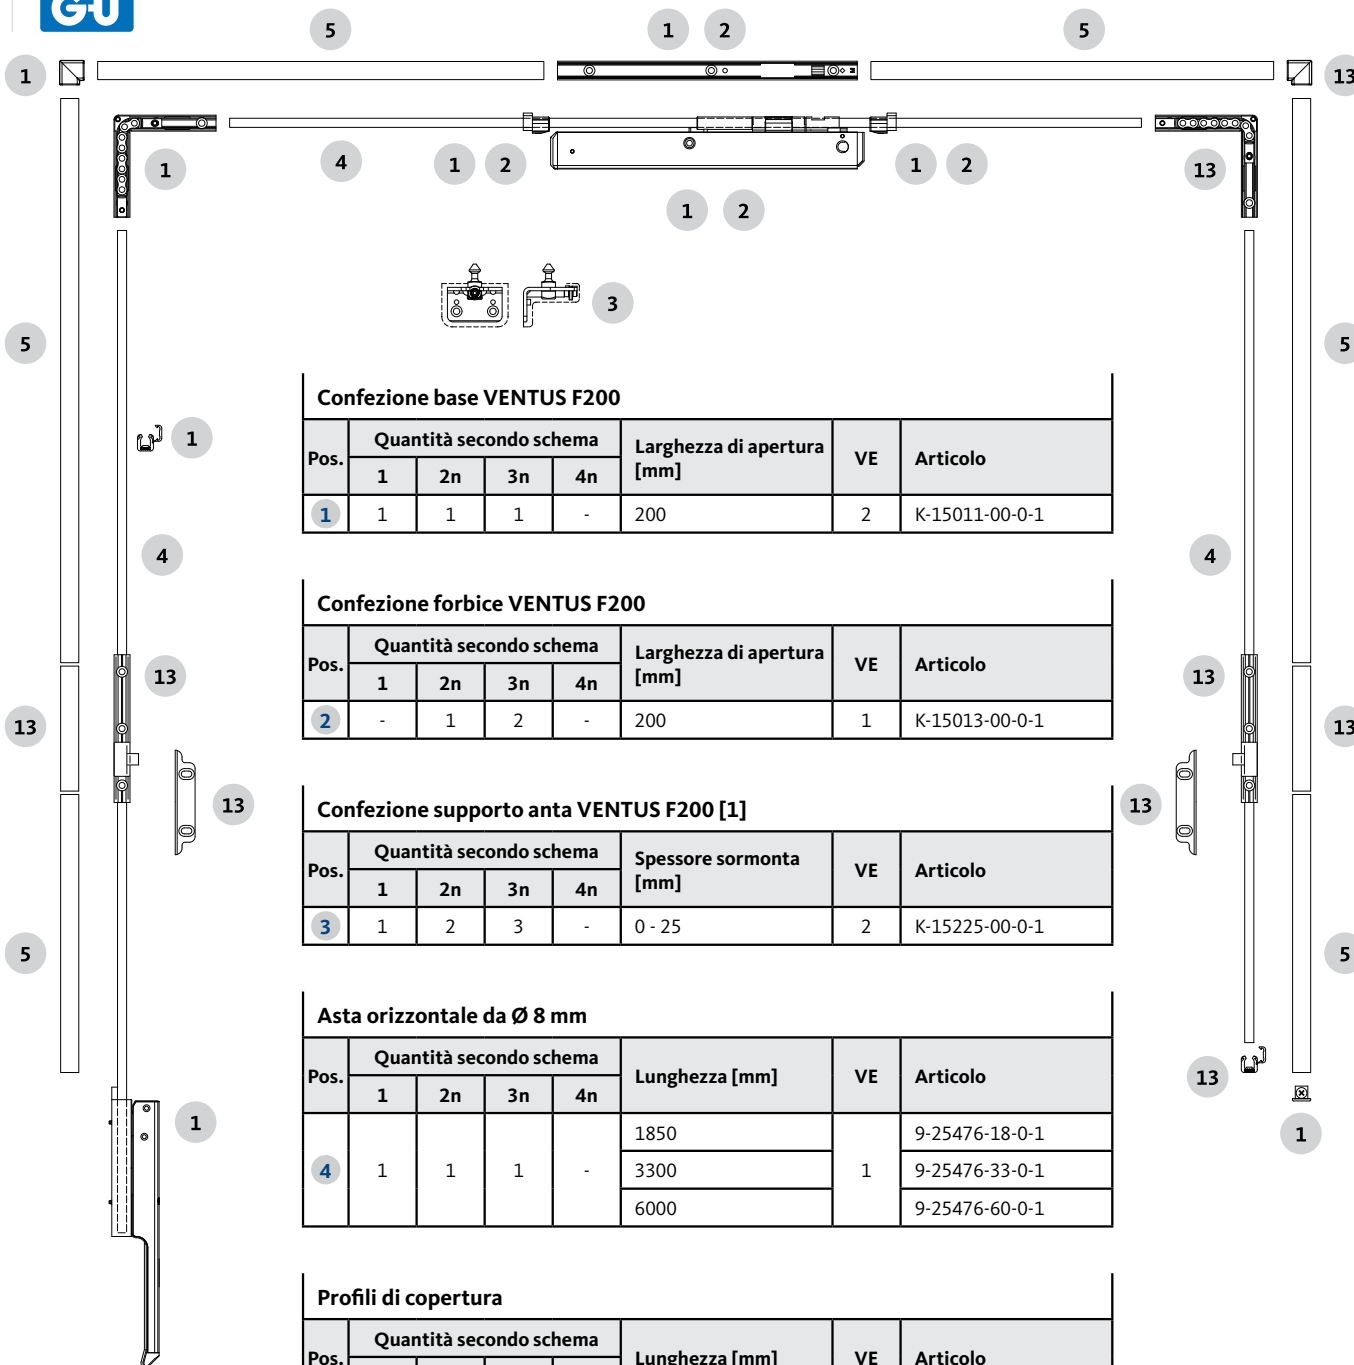 G-U
5
1 2
5
1
13
1
4
1 2
1 2
13
1 2
3
5
5
1
4
4
13
13
13
13
13
13
5
5
13
1
1
Confezione base VENTUS F200
Pos. Quantità secondo schema Larghezza di apertura [mm] VE Articolo
1 2n 3n 4n
1 1 1 1 - 200 2 K-15011-00-0-1
Confezione forbice VENTUS F200
Pos. Quantità secondo schema Larghezza di apertura [mm] VE Articolo
1 2n 3n 4n
2 - 1 2 - 200 1 K-15013-00-0-1
Confezione supporto anta VENTUS F200 [1]
Pos. Quantità secondo schema Spessore sormonta [mm] VE Articolo
1 2n 3n 4n
3 1 2 3 - 0 - 25 2 K-15225-00-0-1
Asta orizzontale da Ø 8 mm
Pos. Quantità secondo schema Lunghezza [mm] VE Articolo
1 2n 3n 4n
1850 9-25476-18-0-1
4 1 1 1 - 3300 1 9-25476-33-0-1
6000 9-25476-60-0-1
Profili di copertura
Pos. Quantità secondo schema Lunghezza [mm] VE Articolo